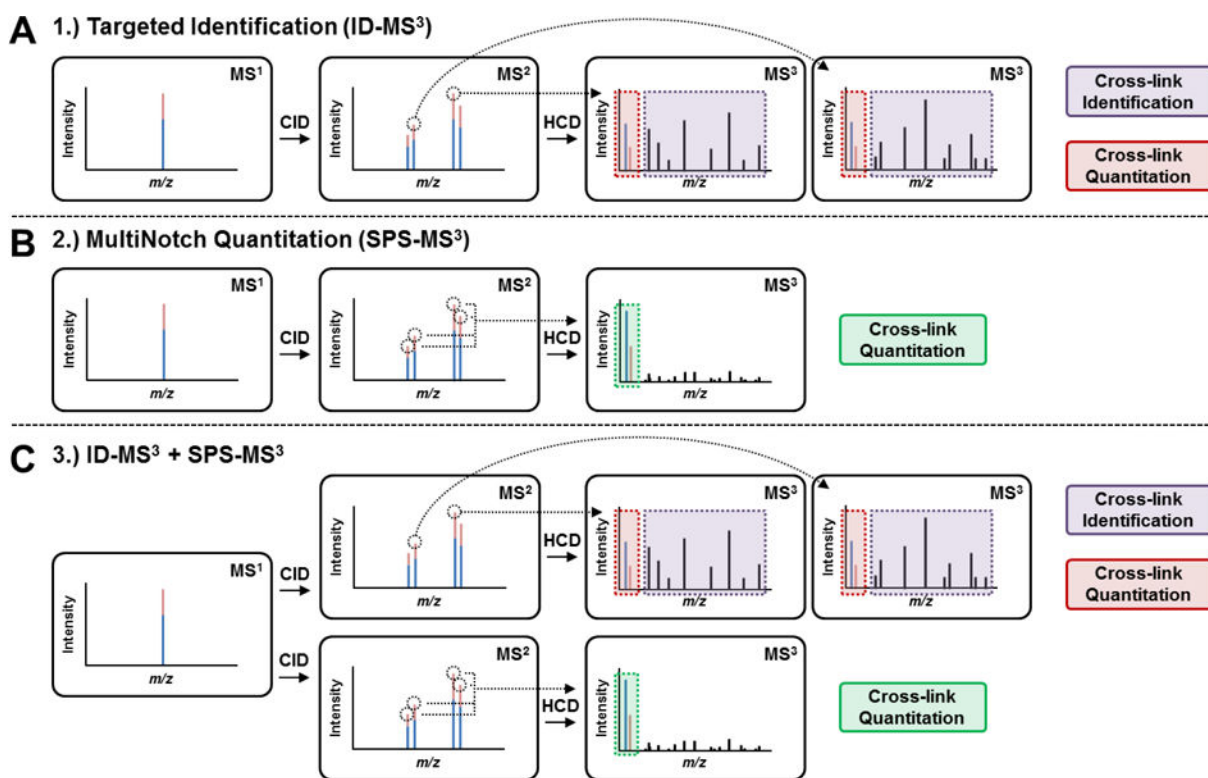 A 1.) Targeted Identification (ID-MS³)
MS¹
Intensity
m/z
CID
MS²
Intensity
m/z
HCD
MS³
Intensity
m/z
MS³
Intensity
m/z
Cross-link
Identification
Cross-link
Quantitation
B 2.) MultiNotch Quantitation (SPS-MS³)
MS¹
Intensity
m/z
CID
MS²
Intensity
m/z
HCD
MS³
Intensity
m/z
Cross-link
Quantitation
C 3.) ID-MS³ + SPS-MS³
MS¹
Intensity
m/z
CID
MS²
Intensity
m/z
HCD
MS³
Intensity
m/z
MS³
Intensity
m/z
Cross-link
Identification
Cross-link
Quantitation
CID
MS²
Intensity
m/z
HCD
MS³
Intensity
m/z
Cross-link
Quantitation